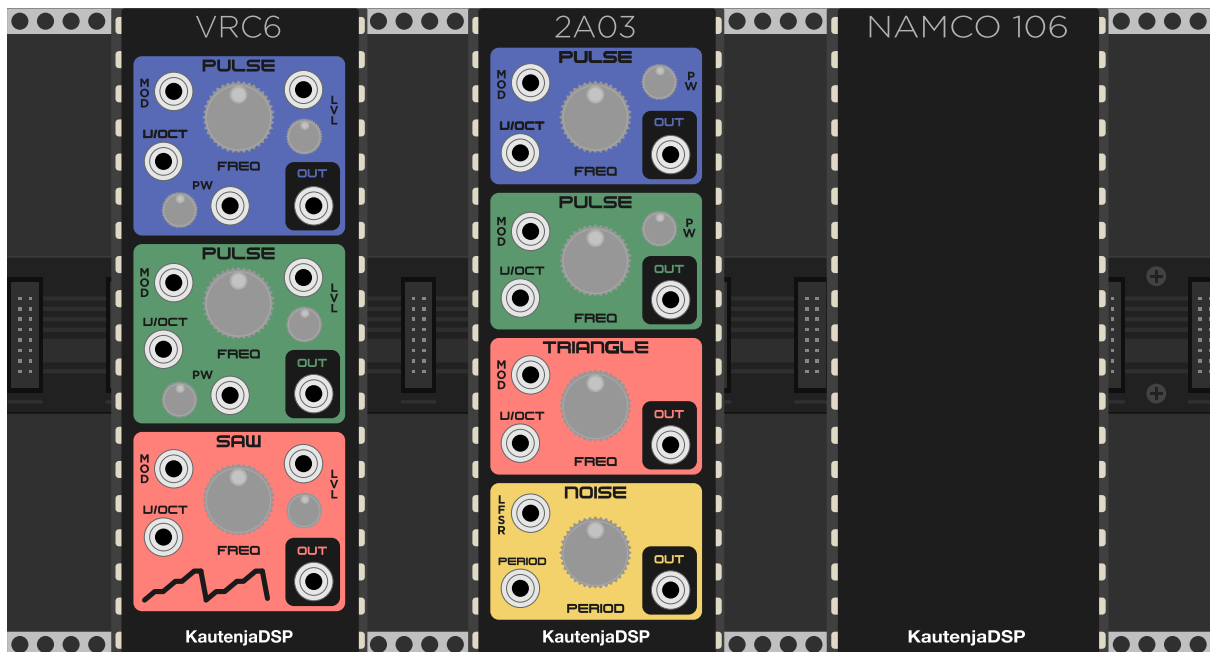 VRC6
PULSE
MOD
LVL
V/OCT
FREQ
PW
OUT
PULSE
MOD
LVL
V/OCT
FREQ
PW
OUT
SAW
MOD
LVL
V/OCT
FREQ
OUT
KautenjaDSP
2A03
PULSE
MOD
PW
V/OCT
OUT
FREQ
PULSE
MOD
PW
V/OCT
OUT
FREQ
TRIANGLE
MOD
V/OCT
OUT
FREQ
NOISE
LFSR
PERIOD
OUT
PERIOD
KautenjaDSP
NAMCO 106
KautenjaDSP